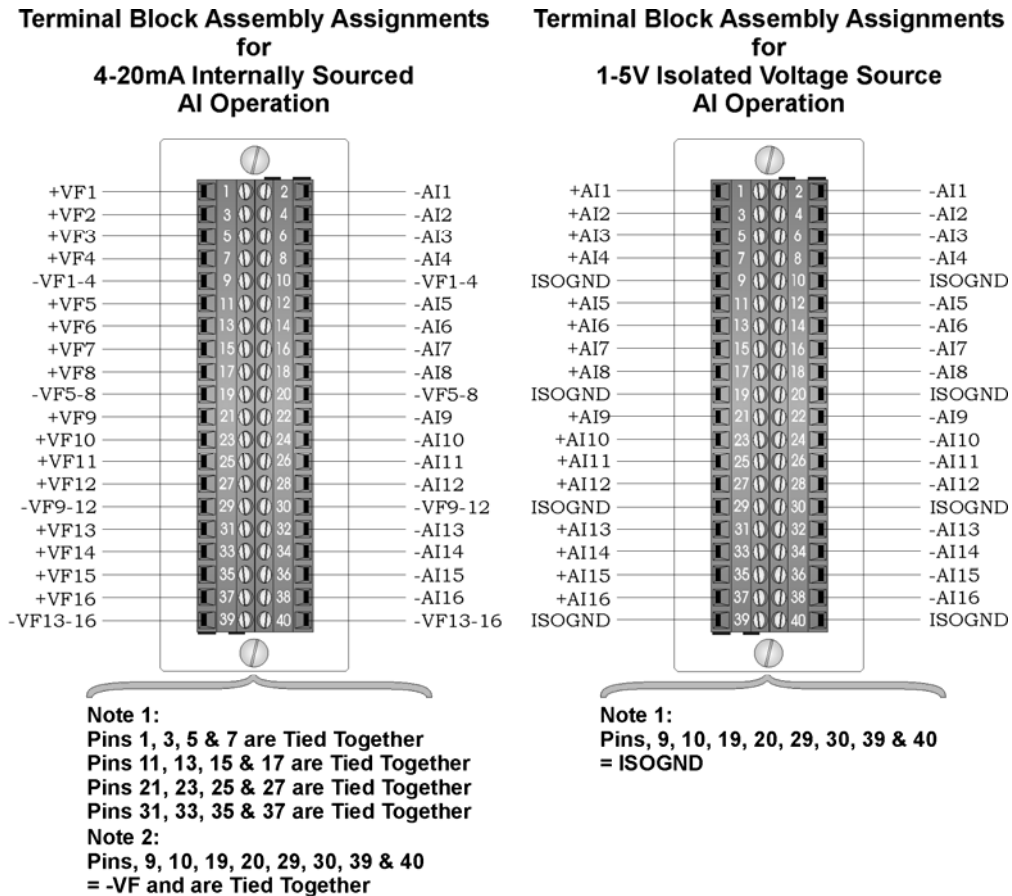 Terminal Block Assembly Assignments
for
4-20mA Internally Sourced
AI Operation
+VF1 1 2 -AI1
+VF2 3 4 -AI2
+VF3 5 6 -AI3
+VF4 7 8 -AI4
-VF1-4 9 10 -VF1-4
+VF5 11 12 -AI5
+VF6 13 14 -AI6
+VF7 15 16 -AI7
+VF8 17 18 -AI8
-VF5-8 19 20 -VF5-8
+VF9 21 22 -AI9
+VF10 23 24 -AI10
+VF11 25 26 -AI11
+VF12 27 28 -AI12
-VF9-12 29 30 -VF9-12
+VF13 31 32 -AI13
+VF14 33 34 -AI14
+VF15 35 36 -AI15
+VF16 37 38 -AI16
-VF13-16 39 40 -VF13-16
Note 1:
Pins 1, 3, 5 & 7 are Tied Together
Pins 11, 13, 15 & 17 are Tied Together
Pins 21, 23, 25 & 27 are Tied Together
Pins 31, 33, 35 & 37 are Tied Together
Note 2:
Pins, 9, 10, 19, 20, 29, 30, 39 & 40
= -VF and are Tied Together
Terminal Block Assembly Assignments
for
1-5V Isolated Voltage Source
AI Operation
+AI1 1 2 -AI1
+AI2 3 4 -AI2
+AI3 5 6 -AI3
+AI4 7 8 -AI4
ISOGND 9 10 ISOGND
+AI5 11 12 -AI5
+AI6 13 14 -AI6
+AI7 15 16 -AI7
+AI8 17 18 -AI8
ISOGND 19 20 ISOGND
+AI9 21 22 -AI9
+AI10 23 24 -AI10
+AI11 25 26 -AI11
+AI12 27 28 -AI12
ISOGND 29 30 ISOGND
+AI13 31 32 -AI13
+AI14 33 34 -AI14
+AI15 35 36 -AI15
+AI16 37 38 -AI16
ISOGND 39 40 ISOGND
Note 1:
Pins, 9, 10, 19, 20, 29, 30, 39 & 40
= ISOGND